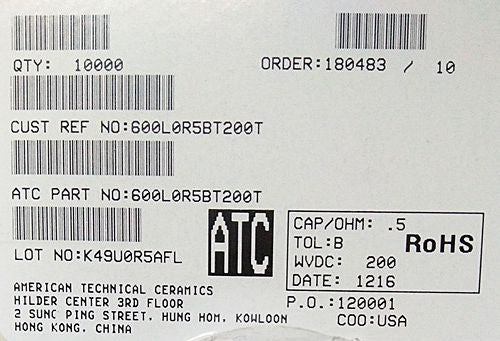 QTY: 10000
ORDER:180483 / 10
CUST REF NO:600L0R5BT200T
ATC PART NO:600L0R5BT200T
LOT NO:K49U0R5AFL
ATC
CAP/OHM: .5
TOL:B
RoHS
WVDC: 200
DATE: 1216
AMERICAN TECHNICAL CERAMICS
HILDER CENTER 3RD FLOOR
2 SUNC PING STREET. HUNG HOM, KOWLOON
HONG KONG, CHINA
P.O.:120001
COO:USA